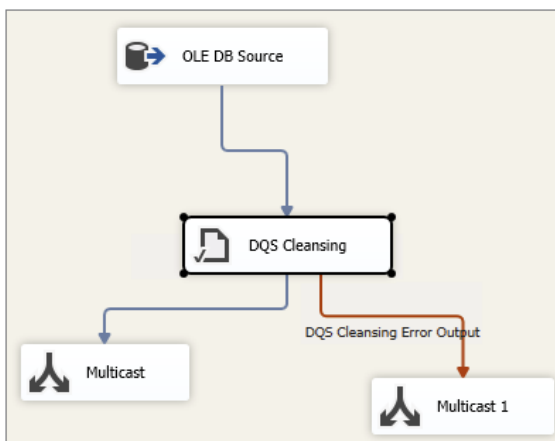 OLE DB Source
DQS Cleansing
DQS Cleansing Error Output
Multicast
Multicast 1